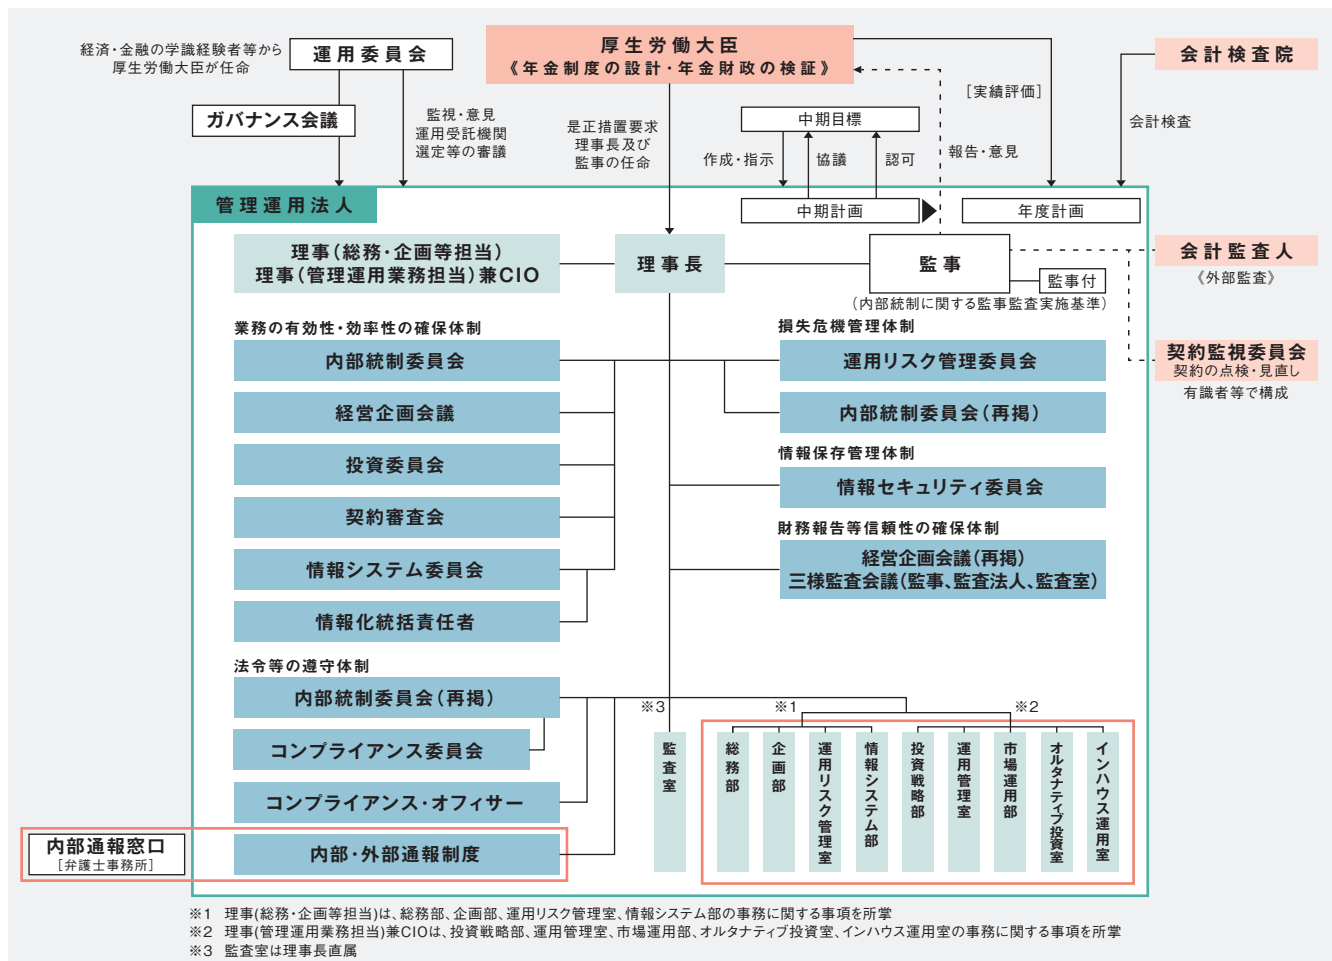 経済・金融の学識経験者等から
厚生労働大臣が任命
運用委員会
ガバナンス会議
監視・意見
運用受託機関
選定等の審議
厚生労働大臣
《年金制度の設計・年金財政の検証》
是正措置要求
理事長及び
監事の任命
中期目標
作成・指示
協議
認可
報告・意見
[実績評価]
会計検査院
会計検査
管理運用法人
中期計画
年度計画
理事(総務・企画等担当)
理事(管理運用業務担当)兼CIO
理事長
監事
監事付
(内部統制に関する監事監査実施基準)
会計監査人
《外部監査》
契約監視委員会
契約の点検・見直し
有識者等で構成
業務の有効性・効率性の確保体制
内部統制委員会
経営企画会議
投資委員会
契約審査会
情報システム委員会
情報化統括責任者
損失危機管理体制
運用リスク管理委員会
内部統制委員会(再掲)
情報保存管理体制
情報セキュリティ委員会
財務報告等信頼性の確保体制
経営企画会議(再掲)
三様監査会議(監事、監査法人、監査室)
法令等の遵守体制
内部統制委員会(再掲)
コンプライアンス委員会
コンプライアンス・オフィサー
内部・外部通報制度
内部通報窓口
[弁護士事務所]
※3
※1
※2
監査室
総務部
企画部
運用リスク管理室
情報システム部
投資戦略部
運用管理室
市場運用部
オルタナティブ投資室
インハウス運用室
※1 理事(総務・企画等担当)は、総務部、企画部、運用リスク管理室、情報システム部の事務に関する事項を所掌
※2 理事(管理運用業務担当)兼CIOは、投資戦略部、運用管理室、市場運用部、オルタナティブ投資室、インハウス運用室の事務に関する事項を所掌
※3 監査室は理事長直属